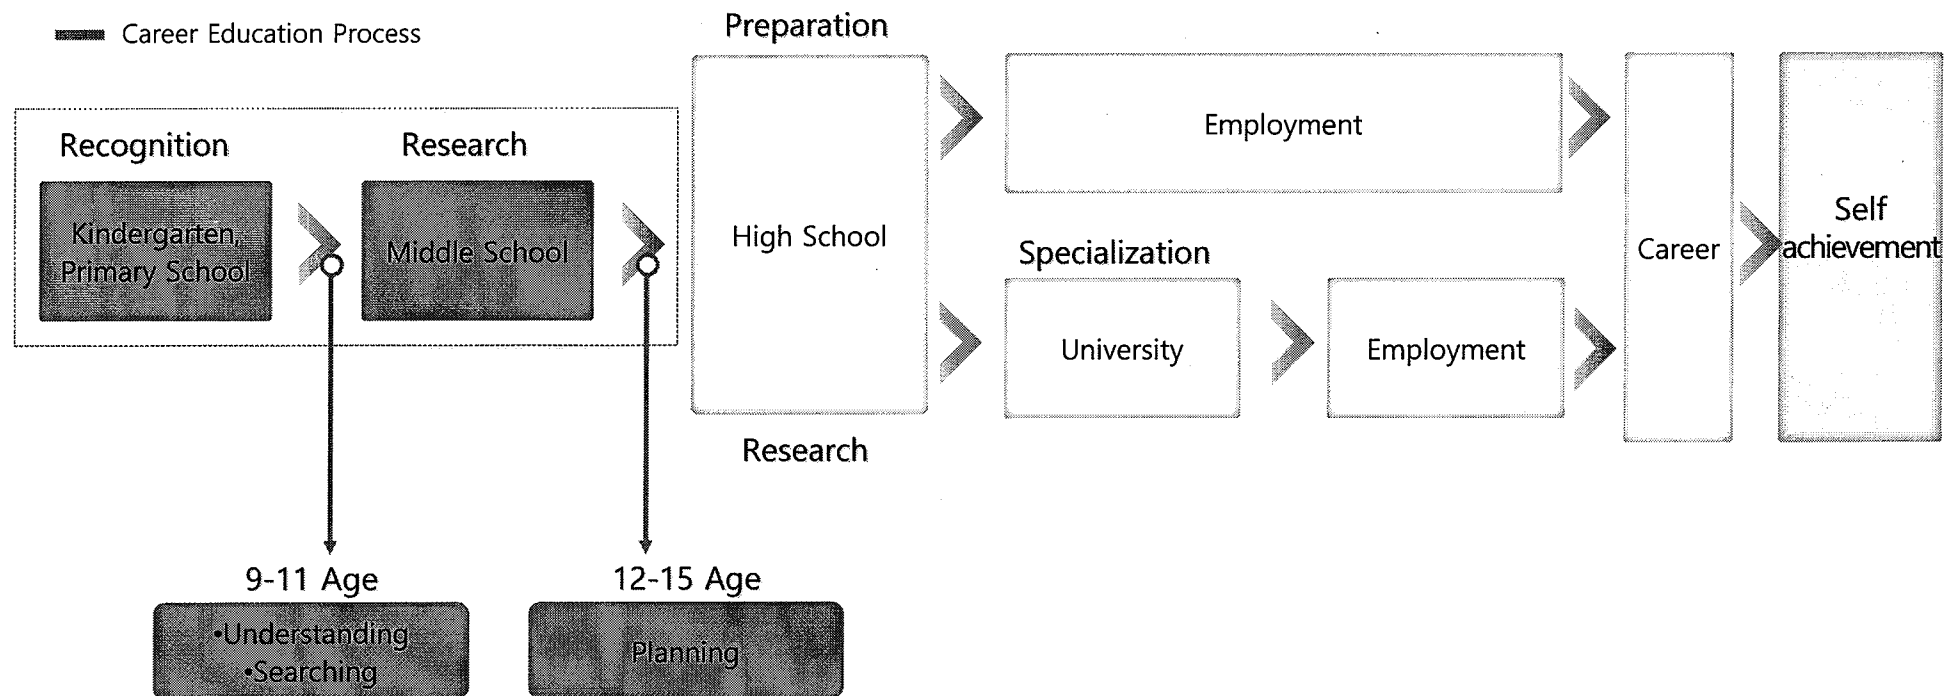 Career Education Process
Recognition
Kindergarten,
Primary School
Research
Middle School
Preparation
High School
Research
Employment
Specialization
University
Employment
Career
Self
achievement
9-11 Age
•Understanding
•Searching
12-15 Age
Planning